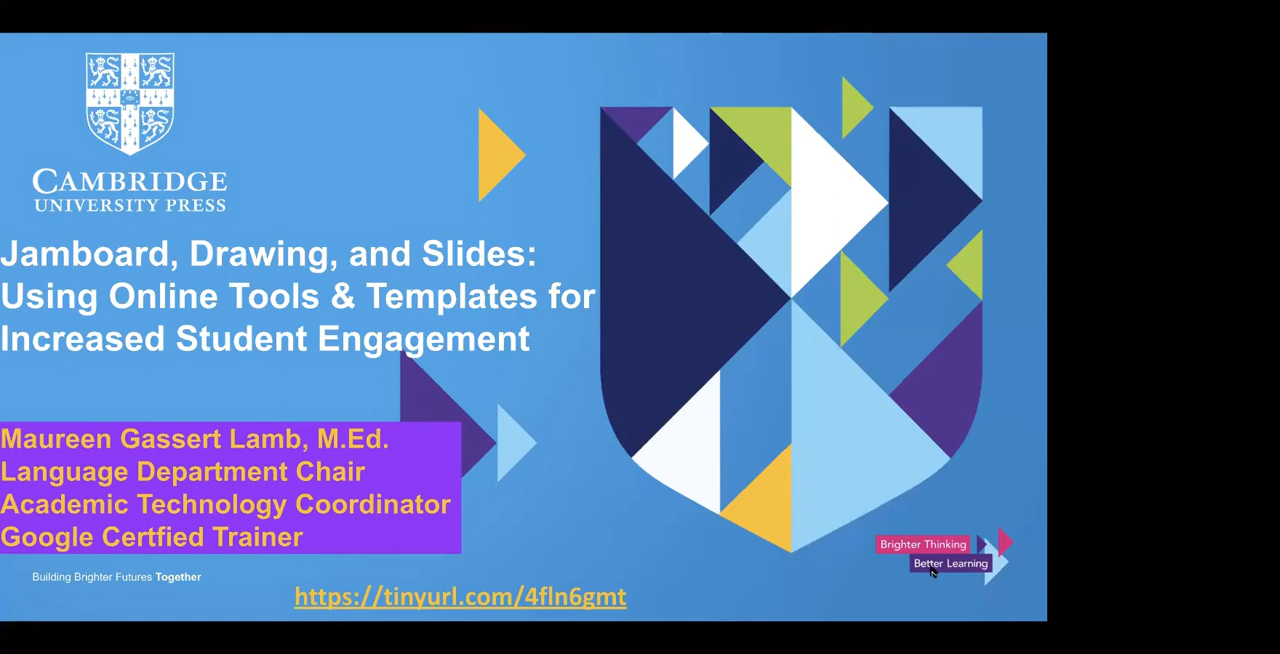 CAMBRIDGE
UNIVERSITY PRESS
Jamboard, Drawing, and Slides:
Using Online Tools & Templates for
Increased Student Engagement
Maureen Gassert Lamb, M.Ed.
Language Department Chair
Academic Technology Coordinator
Google Certfied Trainer
Brighter Thinking
Better Learning
Building Brighter Futures Together
https://tinyurl.com/4fln6gmt